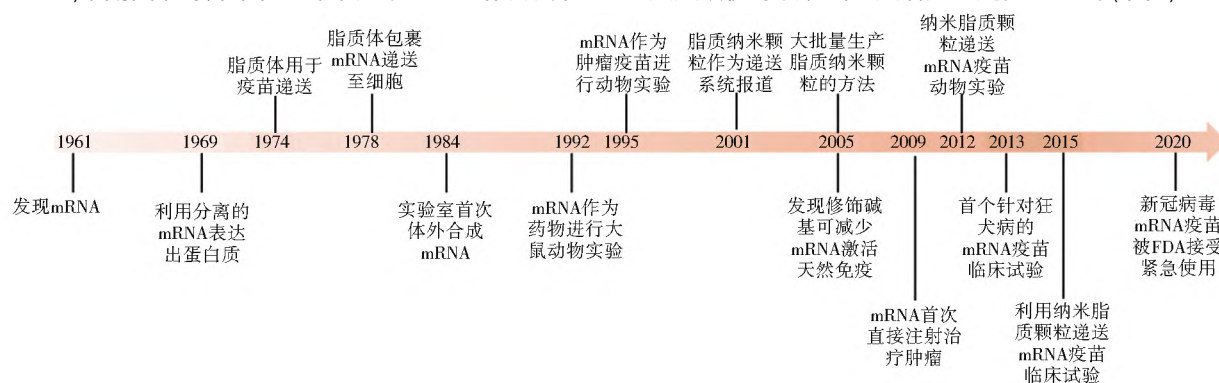 脂质体用于
疫苗递送
脂质体包裹
mRNA递送
至细胞
mRNA作为
肿瘤疫苗进
行动物实验
脂质纳米颗
粒作为递送
系统报道
大批量生产
脂质纳米颗
粒的方法
纳米脂质颗
粒递送
mRNA疫苗
动物实验
1961
1969
1974
1978
1984
1992
1995
2001
2005
2009
2012
2013
2015
2020
发现mRNA
利用分离的
mRNA表达
出蛋白质
实验室首次
体外合成
mRNA
mRNA作为
药物进行大
鼠动物实验
发现修饰碱
基可减少
mRNA激活
天然免疫
mRNA首次
直接注射治
疗肿瘤
首个针对狂
犬病的
mRNA疫苗
临床试验
利用纳米脂
质颗粒递送
mRNA疫苗
临床试验
新冠病毒
mRNA疫苗
被FDA接受
紧急使用